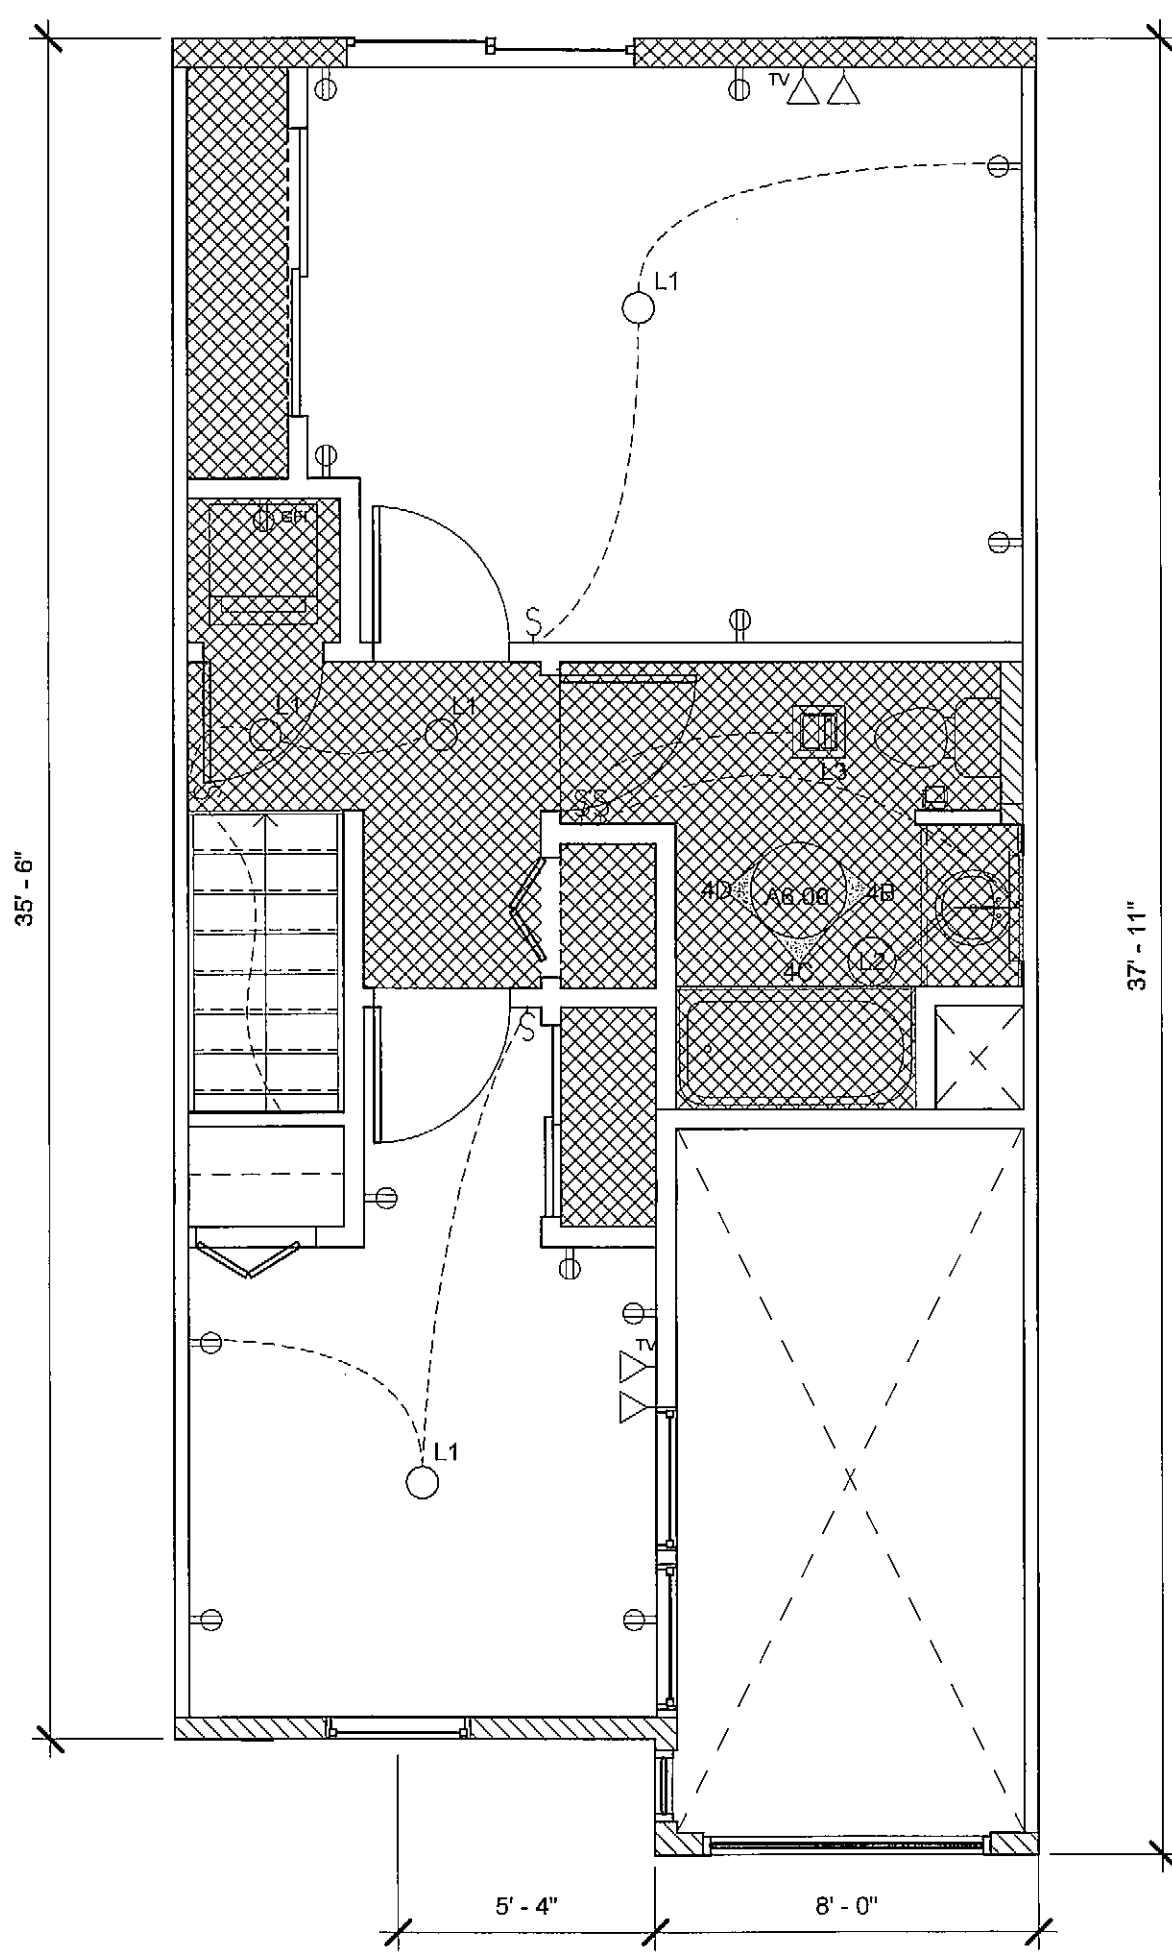 TV
L1
GFI
S
L1
L1
L3
S
S S
35' - 6"
4D
A6.00
4B
37' - 11"
L2
4C
S
TV
L1
5' - 4"
8' - 0"